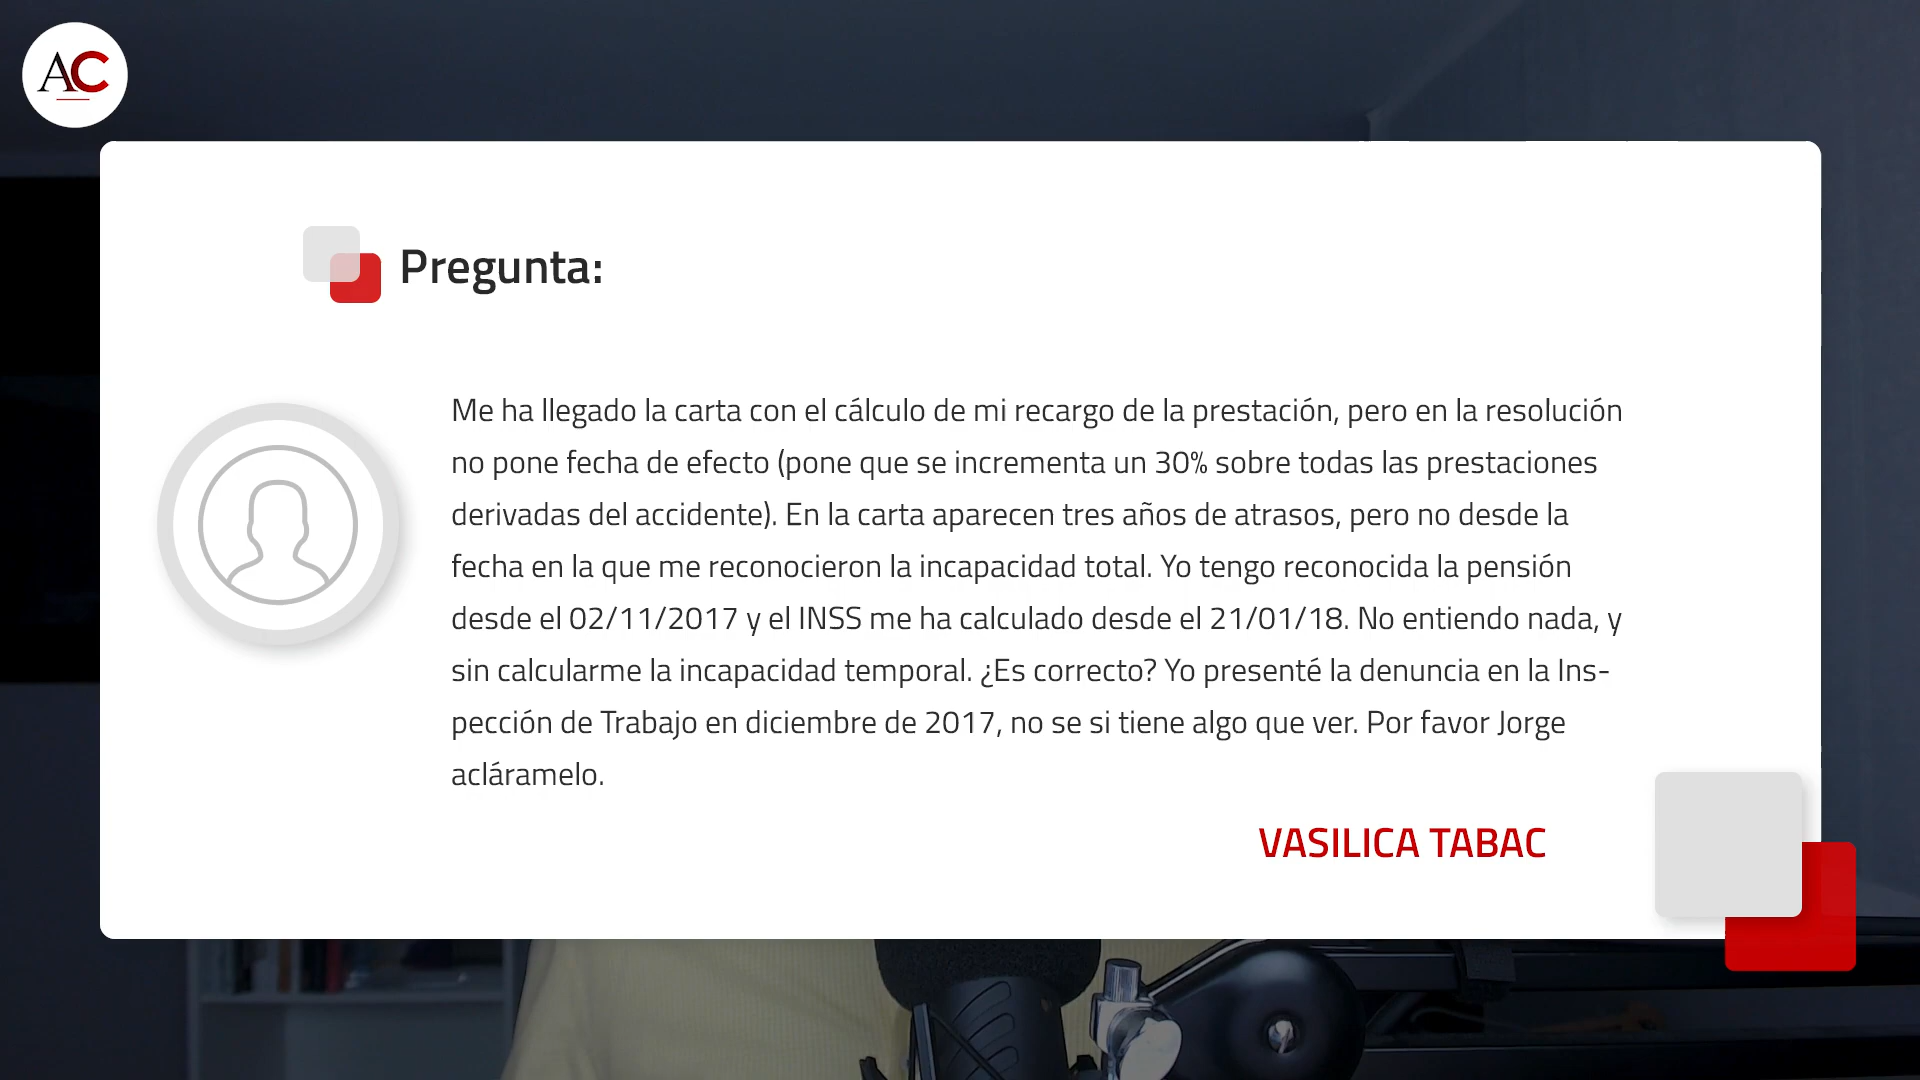 AC
Pregunta:
Me ha llegado la carta con el cálculo de mi recargo de la prestación, pero en la resolución
no pone fecha de efecto (pone que se incrementa un 30% sobre todas las prestaciones
derivadas del accidente). En la carta aparecen tres años de atrasos, pero no desde la
fecha en la que me reconocieron la incapacidad total. Yo tengo reconocida la pensión
desde el 02/11/2017 y el INSS me ha calculado desde el 21/01/18. No entiendo nada, y
sin calcularme la incapacidad temporal. ¿Es correcto? Yo presenté la denuncia en la Ins-
pección de Trabajo en diciembre de 2017, no se si tiene algo que ver. Por favor Jorge
acláramelo.
VASILICA TABAC